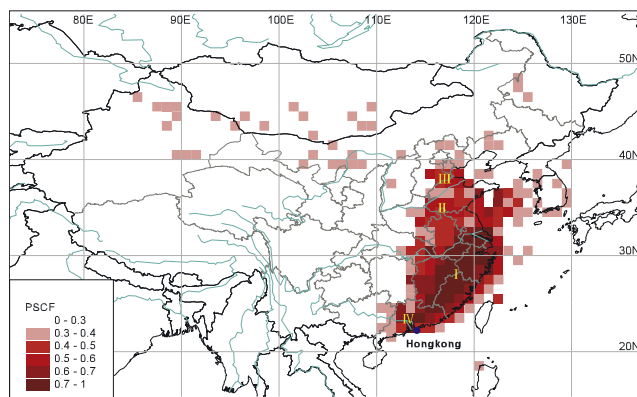 80E 90E 100E 110E 120E 130E
50N
40N
III
II
30N
I
IV
Hongkong
20N
PSCF
0 - 0.3
0.3 - 0.4
0.4 - 0.5
0.5 - 0.6
0.6 - 0.7
0.7 - 1